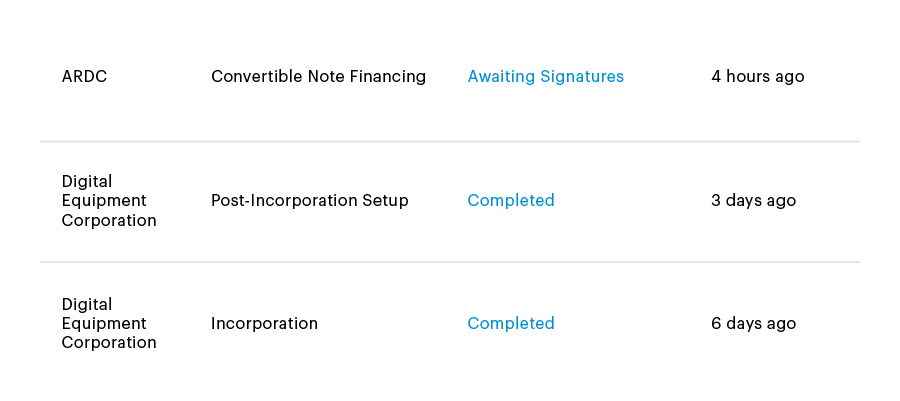 ARDC Convertible Note Financing Awaiting Signatures 4 hours ago
Digital
Equipment Post-Incorporation Setup Completed 3 days ago
Corporation
Digital
Equipment Incorporation Completed 6 days ago
Corporation